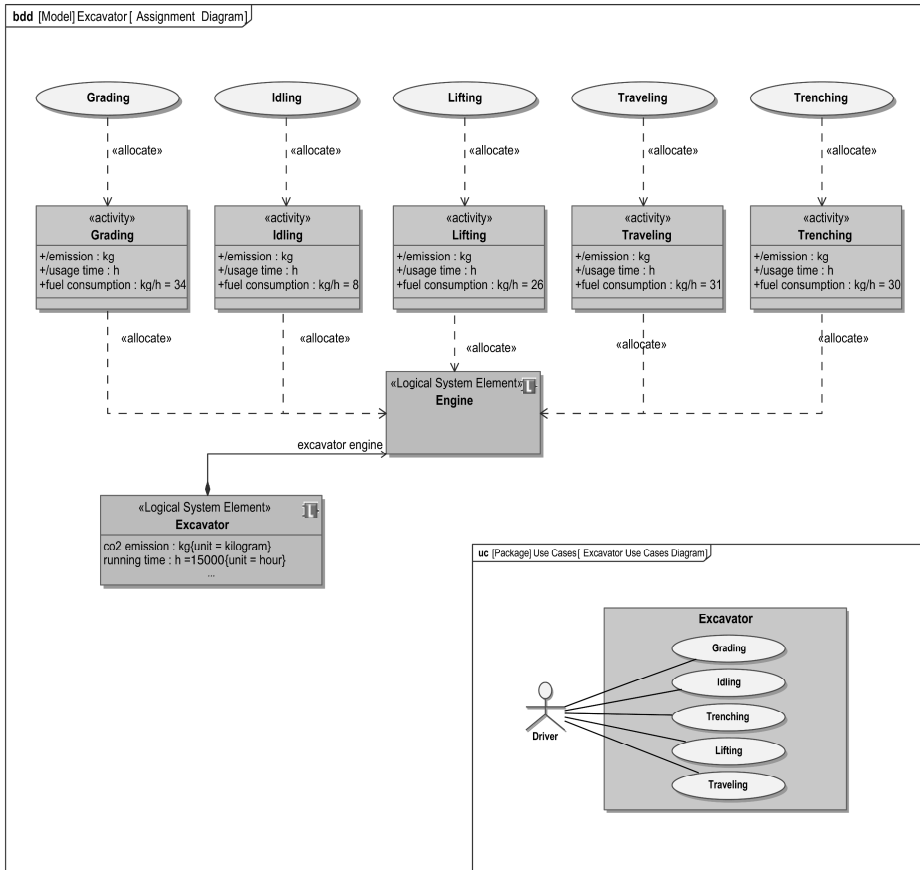 bdd [Model] Excavator [ Assignment Diagram]
Grading
Idling
Lifting
Traveling
Trenching
«allocate»
«allocate»
«allocate»
«allocate»
«allocate»
«activity»
Grading
+/emission : kg
+/usage time : h
+fuel consumption : kg/h = 34
«activity»
Idling
+/emission : kg
+/usage time : h
+fuel consumption : kg/h = 8
«activity»
Lifting
+/emission : kg
+/usage time : h
+fuel consumption : kg/h = 26
«activity»
Traveling
+/emission : kg
+/usage time : h
+fuel consumption : kg/h = 31
«activity»
Trenching
+/emission : kg
+/usage time : h
+fuel consumption : kg/h = 30
«allocate»
«allocate»
«allocate»
«allocate»
«allocate»
«Logical System Element»
L
Engine
excavator engine
«Logical System Element»
L
Excavator
co2 emission : kg{unit = kilogram}
running time : h =15000{unit = hour}
...
uc [Package] Use Cases[ Excavator Use Cases Diagram]
Excavator
Grading
Idling
Trenching
Lifting
Traveling
Driver